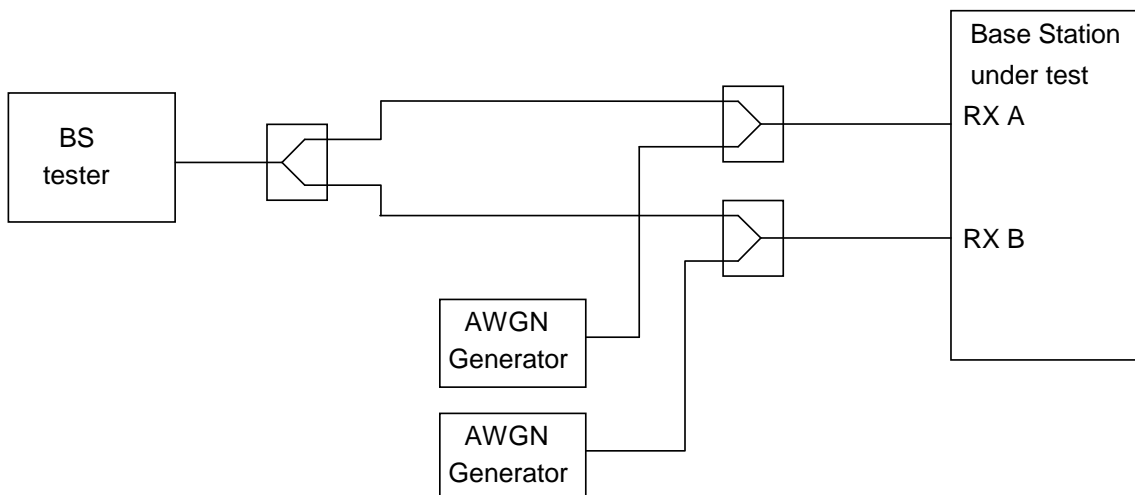 Base Station
under test
RX A
BS
tester
RX B
AWGN
Generator
AWGN
Generator